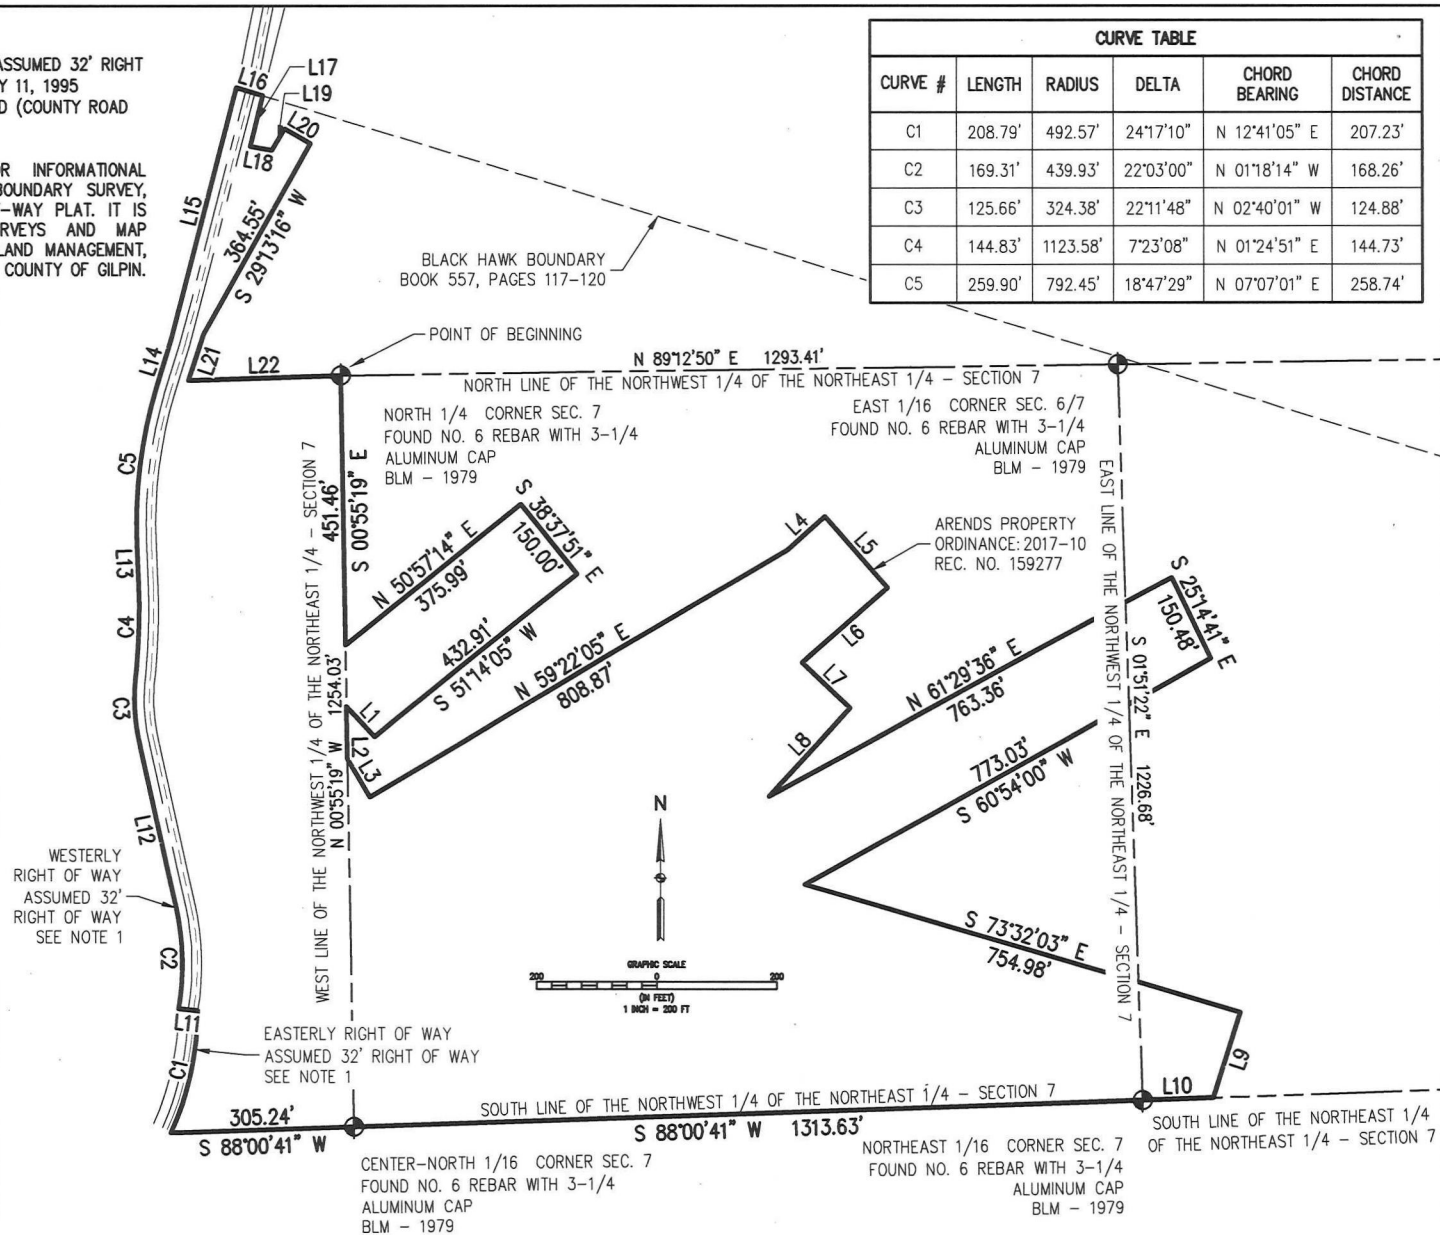 ASSUMED 32' RIGHT
Y 11, 1995
D (COUNTY ROAD
OR INFORMATIONAL
BOUNDARY SURVEY,
-WAY PLAT. IT IS
RVEYS AND MAP
LAND MANAGEMENT,
COUNTY OF GILPIN.
CURVE TABLE
CURVE # LENGTH RADIUS DELTA CHORD BEARING CHORD DISTANCE
C1 208.79' 492.57' 24°17'10" N 12°41'05" E 207.23'
C2 169.31' 439.93' 22°03'00" N 01°18'14" W 168.26'
C3 125.66' 324.38' 22°11'48" N 02°40'01" W 124.88'
C4 144.83' 1123.58' 7°23'08" N 01°24'51" E 144.73'
C5 259.90' 792.45' 18°47'29" N 07°07'01" E 258.74'
L16
L17
L19
L20
L18
L15
364.55'
S 29°13'16" W
BLACK HAWK BOUNDARY
BOOK 557, PAGES 117-120
POINT OF BEGINNING
L14
L21
L22
N 89°12'50" E 1293.41'
NORTH LINE OF THE NORTHWEST 1/4 OF THE NORTHEAST 1/4 - SECTION 7
NORTH 1/4 CORNER SEC. 7
FOUND NO. 6 REBAR WITH 3-1/4
ALUMINUM CAP
BLM - 1979
EAST 1/16 CORNER SEC. 6/7
FOUND NO. 6 REBAR WITH 3-1/4
ALUMINUM CAP
BLM - 1979
C5
451.46'
S 00°55'19" E
WEST LINE OF THE NORTHWEST 1/4 OF THE NORTHEAST 1/4 - SECTION 7
N 00°55'19" W 1254.03'
N 50°57'14" E
375.99'
S 38°37'51" E
150.00'
432.91'
S 51°14'05" W
N 59°22'05" E
808.87'
L4
L5
ARENDS PROPERTY
ORDINANCE: 2017-10
REC. NO. 159277
L6
L7
L8
EAST LINE OF THE NORTHWEST 1/4 OF THE NORTHEAST 1/4 - SECTION 7
S 01°51'22" E 1226.68'
S 25°14'41" E
150.48'
N 61°29'36" E
763.36'
773.03'
S 60°54'00" W
L13
C4
C3
L1
L2
L3
L12
WESTERLY
RIGHT OF WAY
ASSUMED 32'
RIGHT OF WAY
SEE NOTE 1
N
GRAPHIC SCALE
200 0 200
(IN FEET)
1 INCH = 200 FT
S 73°32'03" E
754.98'
C2
L11
C1
EASTERLY RIGHT OF WAY
ASSUMED 32' RIGHT OF WAY
SEE NOTE 1
L9
L10
305.24'
S 88°00'41" W
SOUTH LINE OF THE NORTHWEST 1/4 OF THE NORTHEAST 1/4 - SECTION 7
S 88°00'41" W 1313.63'
SOUTH LINE OF THE NORTHEAST 1/4
OF THE NORTHEAST 1/4 - SECTION 7
CENTER-NORTH 1/16 CORNER SEC. 7
FOUND NO. 6 REBAR WITH 3-1/4
ALUMINUM CAP
BLM - 1979
NORTHEAST 1/16 CORNER SEC. 7
FOUND NO. 6 REBAR WITH 3-1/4
ALUMINUM CAP
BLM - 1979